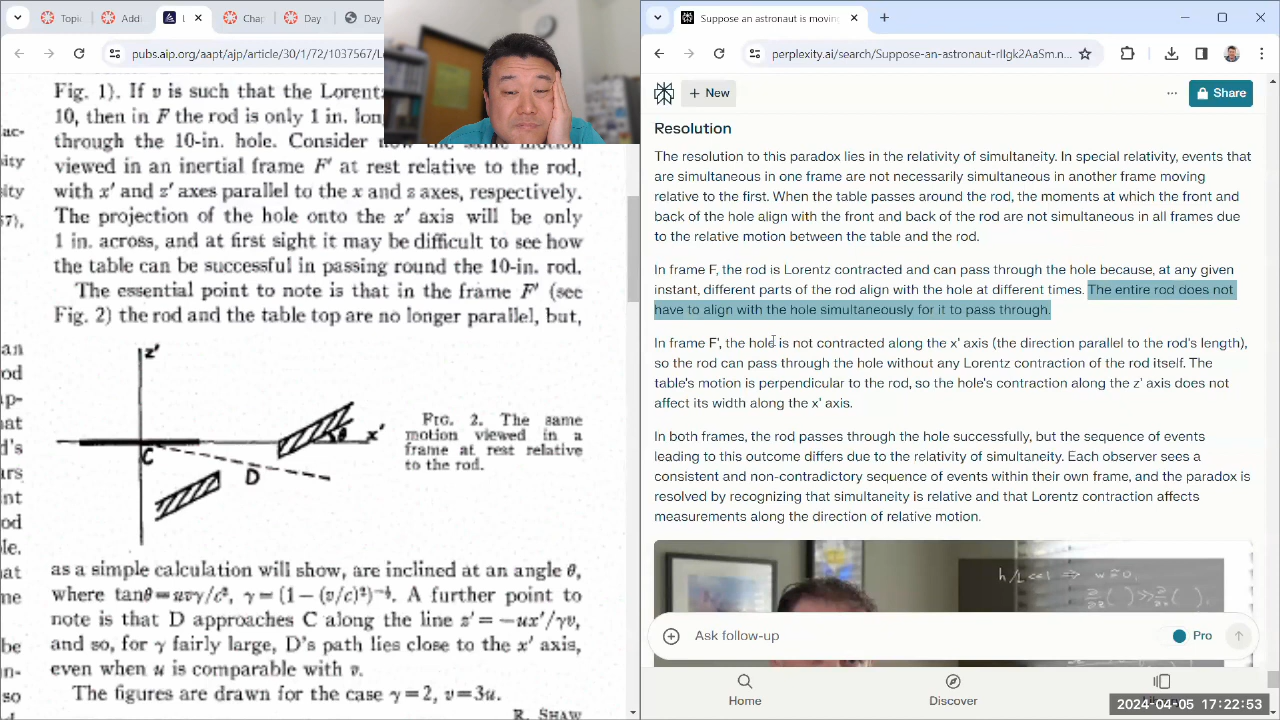 Topic
Addi
L
Cha
Day
Day
pubs.aip.org/aapt/ajp/article/30/1/72/1037567/L
Fig. 1). If v is such that the Lorent
10, then in F the rod is only 1 in. lon
through the 10-in. hole. Consider now the same motion
viewed in an inertial frame F′ at rest relative to the rod,
with x′ and z′ axes parallel to the x and z axes, respectively.
The projection of the hole onto the x′ axis will be only
1 in. across, and at first sight it may be difficult to see how
the table can be successful in passing round the 10-in. rod.
The essential point to note is that in the frame F′ (see
Fig. 2) the rod and the table top are no longer parallel, but,
z′
x′
θ
C
D
Fig. 2. The same
motion viewed in a
frame at rest relative
to the rod.
as a simple calculation will show, are inclined at an angle θ,
where tanθ=uvγ/c², γ=(1−(v/c)²)^−½. A further point to
note is that D approaches C along the line z′=−ux′/γv,
and so, for γ fairly large, D's path lies close to the x′ axis,
even when u is comparable with v.
The figures are drawn for the case γ=2, v=3u.
R. Shaw
ac-
sity
ity
57),
an
od
p-
at
d's
urs
nt
od
le.
at
me
be
n-
so
Suppose an astronaut is movin
perplexity.ai/search/Suppose-an-astronaut-rlIgk2AaSm.n...
New
Share
Resolution
The resolution to this paradox lies in the relativity of simultaneity. In special relativity, events that
are simultaneous in one frame are not necessarily simultaneous in another frame moving
relative to the first. When the table passes around the rod, the moments at which the front and
back of the hole align with the front and back of the rod are not simultaneous in all frames due
to the relative motion between the table and the rod.
In frame F, the rod is Lorentz contracted and can pass through the hole because, at any given
instant, different parts of the rod align with the hole at different times. The entire rod does not
have to align with the hole simultaneously for it to pass through.
In frame F', the hole is not contracted along the x' axis (the direction parallel to the rod's length),
so the rod can pass through the hole without any Lorentz contraction of the rod itself. The
table's motion is perpendicular to the rod, so the hole's contraction along the z' axis does not
affect its width along the x' axis.
In both frames, the rod passes through the hole successfully, but the sequence of events
leading to this outcome differs due to the relativity of simultaneity. Each observer sees a
consistent and non-contradictory sequence of events within their own frame, and the paradox is
resolved by recognizing that simultaneity is relative and that Lorentz contraction affects
measurements along the direction of relative motion.
Ask follow-up
Pro
Home
Discover
2024-04-05 17:22:53